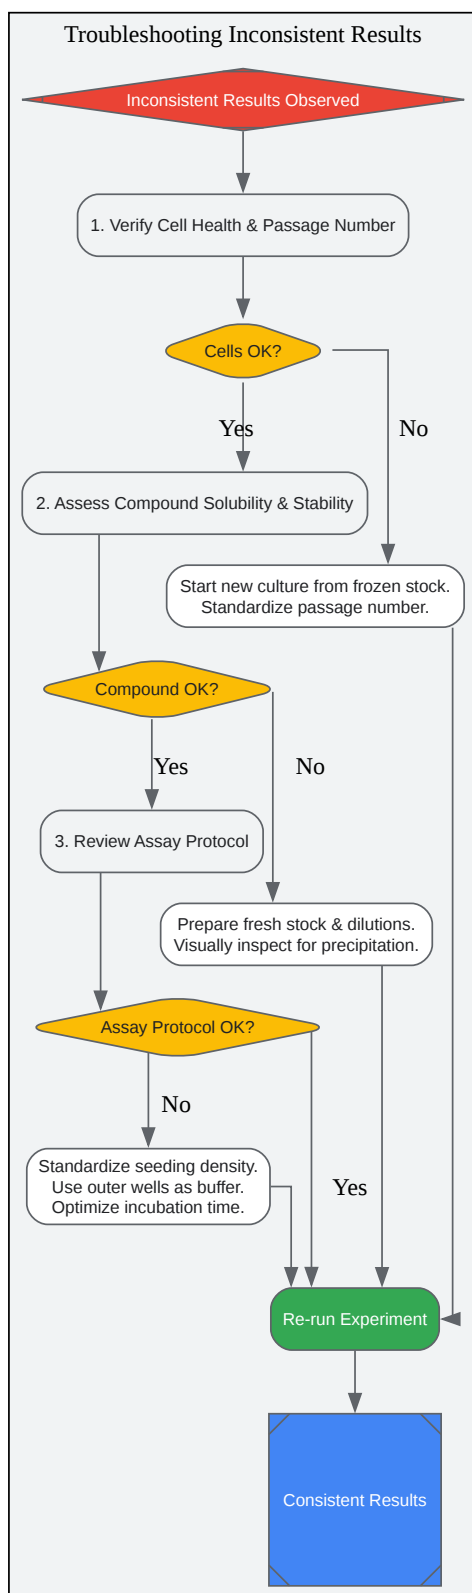 Troubleshooting Inconsistent Results
Inconsistent Results Observed
1. Verify Cell Health & Passage Number
Cells OK?
Yes
No
2. Assess Compound Solubility & Stability
Start new culture from frozen stock.
Standardize passage number.
Compound OK?
Yes
No
3. Review Assay Protocol
Prepare fresh stock & dilutions.
Visually inspect for precipitation.
Assay Protocol OK?
No
Standardize seeding density.
Use outer wells as buffer.
Optimize incubation time.
Yes
Re-run Experiment
Consistent Results